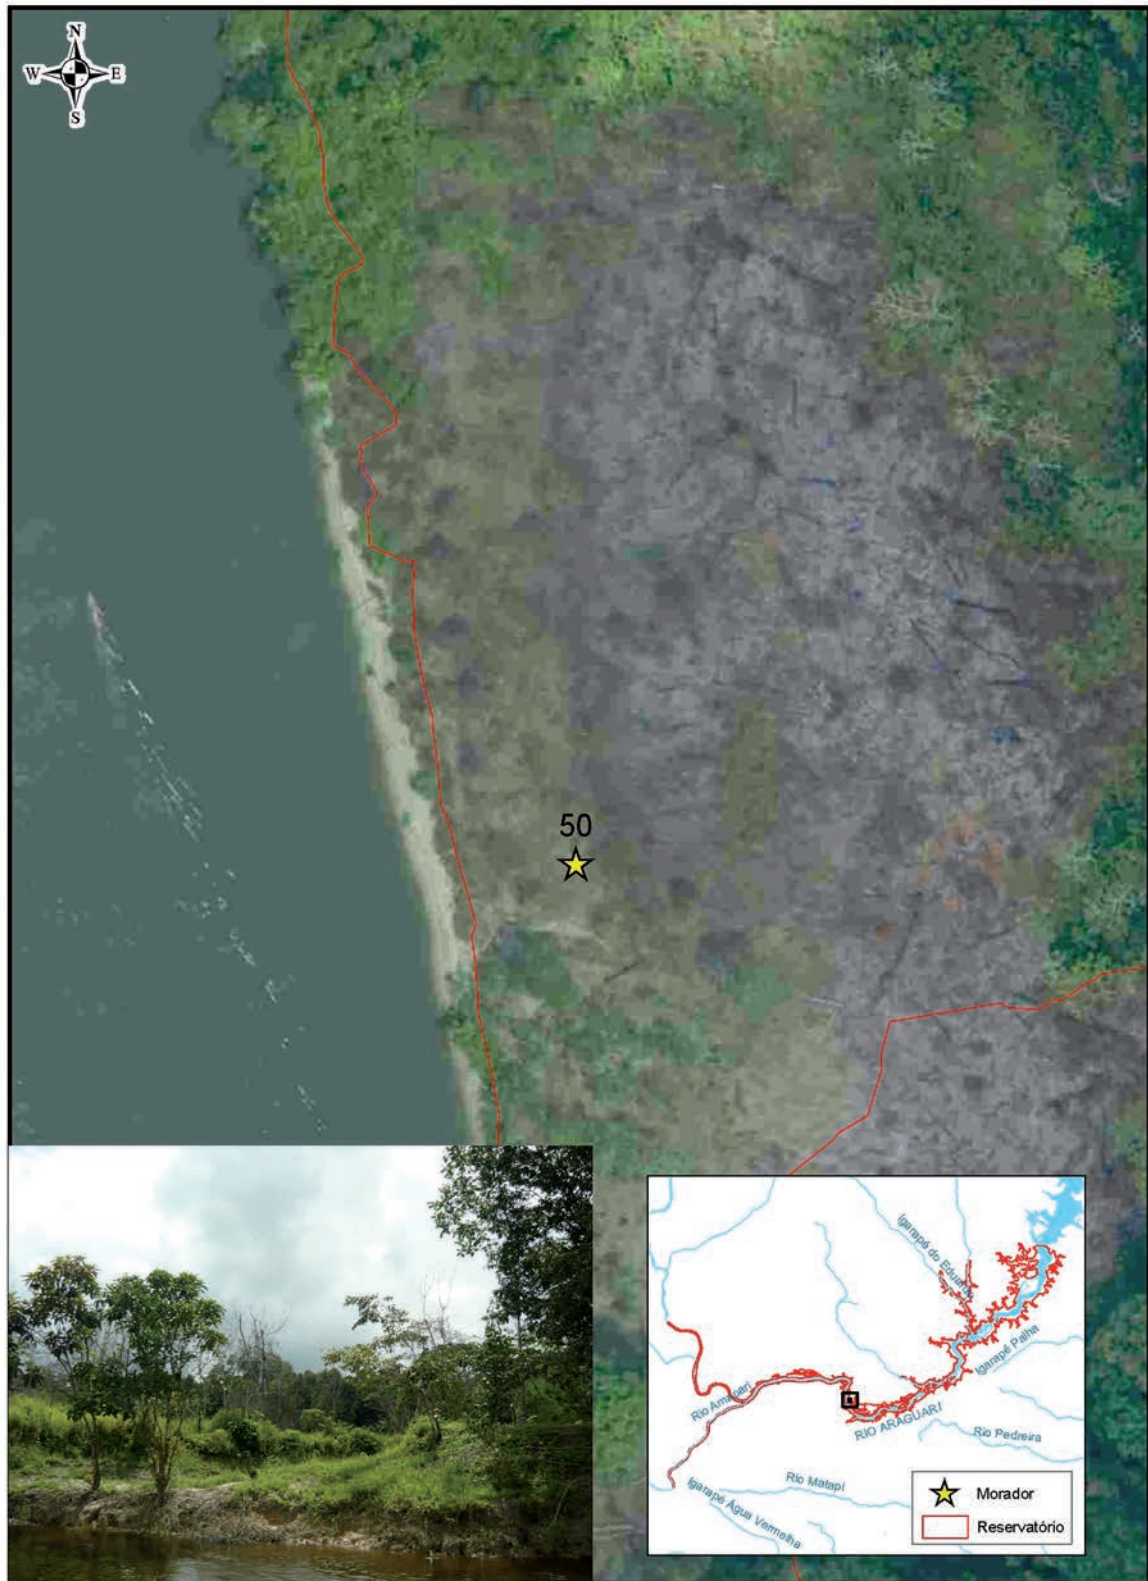 N
W E
S
50
Igarapé do Eduardo
Igarapé Palha
Rio Amapari
RIO ARAGUARI
Rio Pedreira
Rio Matapi
Igarapé Água Vermelha
Morador
Reservatório